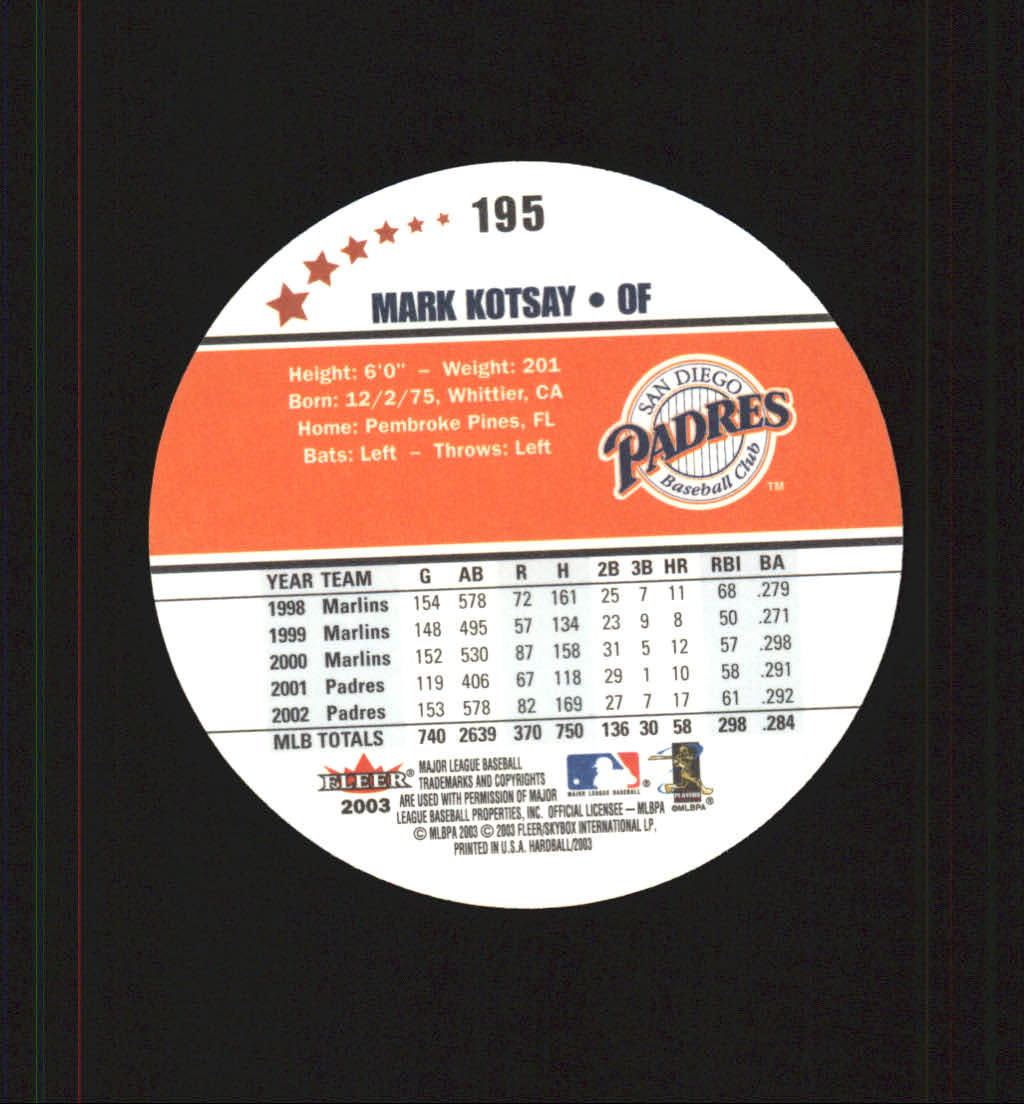 195
MARK KOTSAY • OF
Height: 6'0" – Weight: 201
Born: 12/2/75, Whittier, CA
Home: Pembroke Pines, FL
Bats: Left – Throws: Left
SAN DIEGO
PADRES
Baseball Club
TM
YEAR TEAM G AB R H 2B 3B HR RBI BA
1998 Marlins 154 578 72 161 25 7 11 68 .279
1999 Marlins 148 495 57 134 23 9 8 50 .271
2000 Marlins 152 530 87 158 31 5 12 57 .298
2001 Padres 119 406 67 118 29 1 10 58 .291
2002 Padres 153 578 82 169 27 7 17 61 .292
MLB TOTALS 740 2639 370 750 136 30 58 298 .284
FLEER®
2003
MAJOR LEAGUE BASEBALL
TRADEMARKS AND COPYRIGHTS
ARE USED WITH PERMISSION OF MAJOR
LEAGUE BASEBALL PROPERTIES, INC. OFFICIAL LICENSEE — MLBPA
© MLBPA 2003 © 2003 FLEER/SKYBOX INTERNATIONAL LP,
PRINTED IN U.S.A. HARDBALL/2003
MAJOR LEAGUE BASEBALL ®
PLAYERS
©MLBPA ®